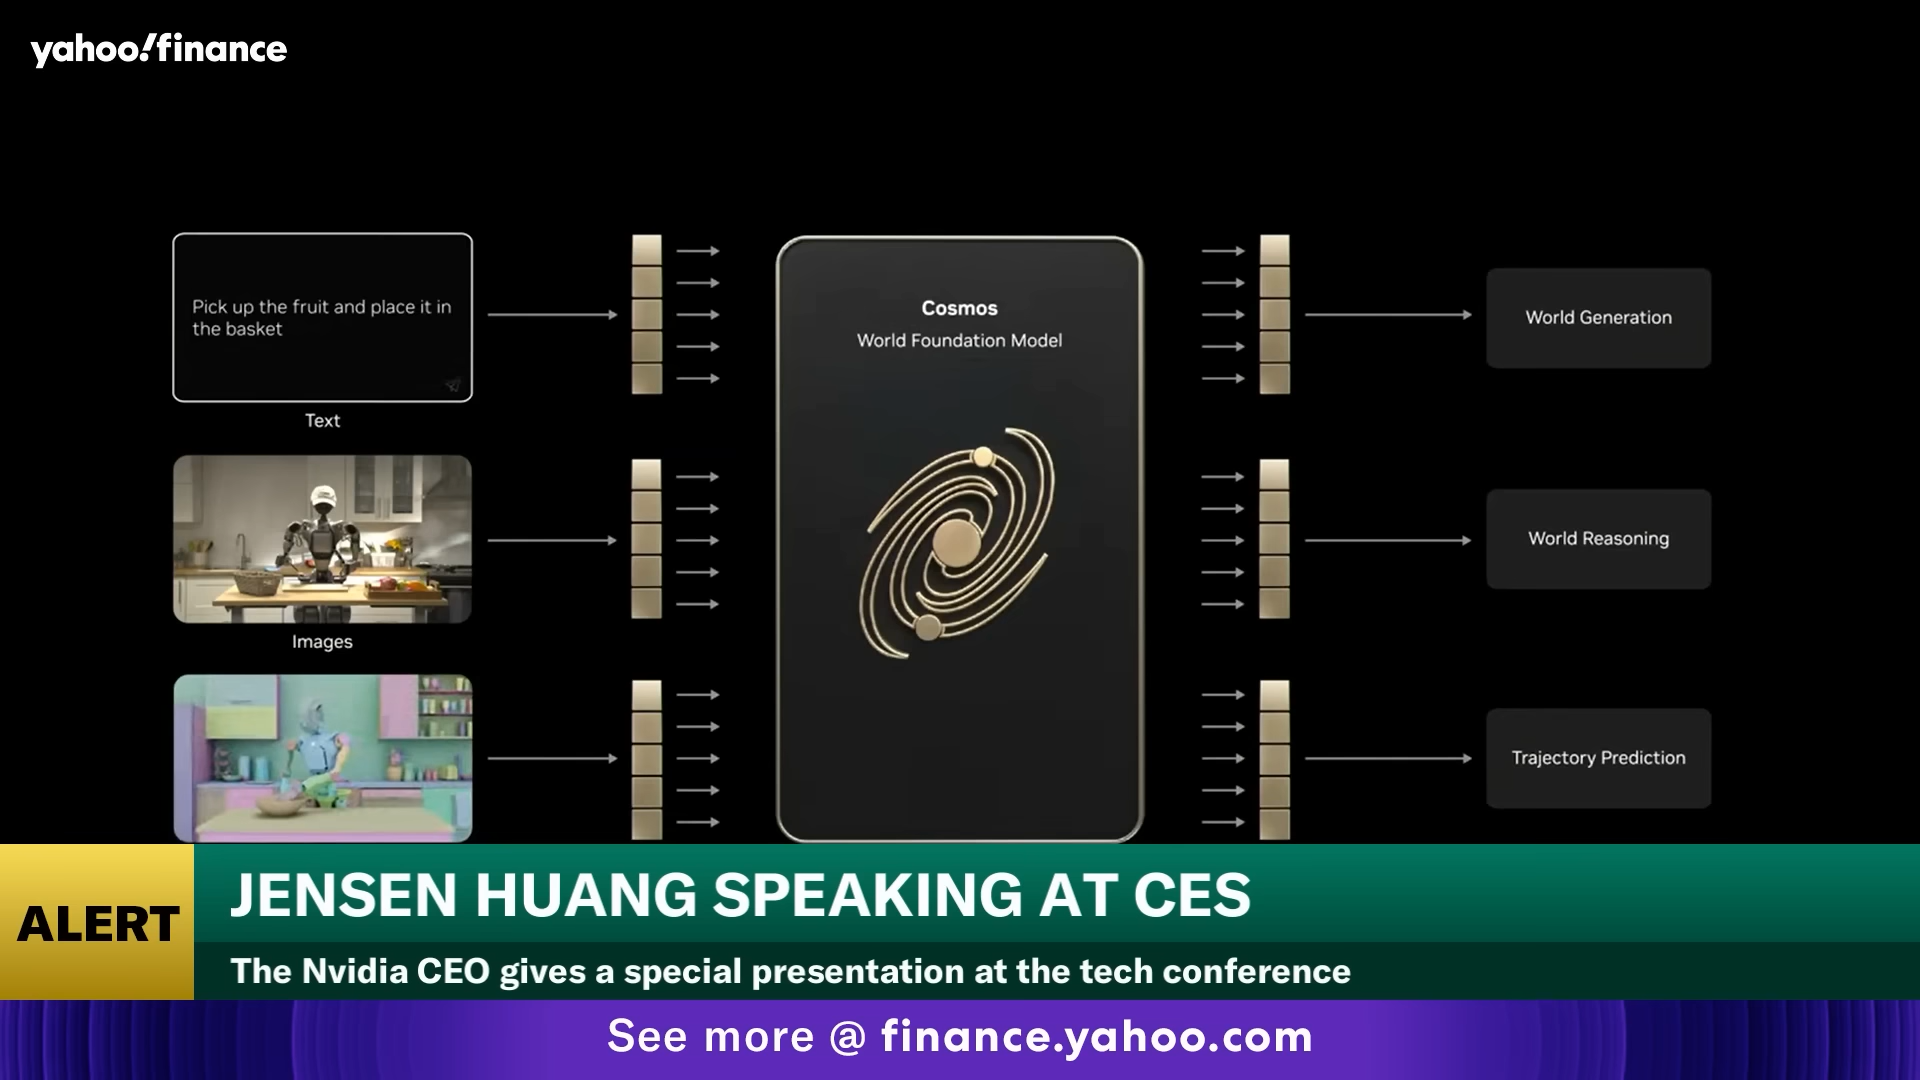 yahoo!finance
Pick up the fruit and place it in
the basket
Text
Images
Cosmos
World Foundation Model
World Generation
World Reasoning
Trajectory Prediction
ALERT
JENSEN HUANG SPEAKING AT CES
The Nvidia CEO gives a special presentation at the tech conference
See more @ finance.yahoo.com